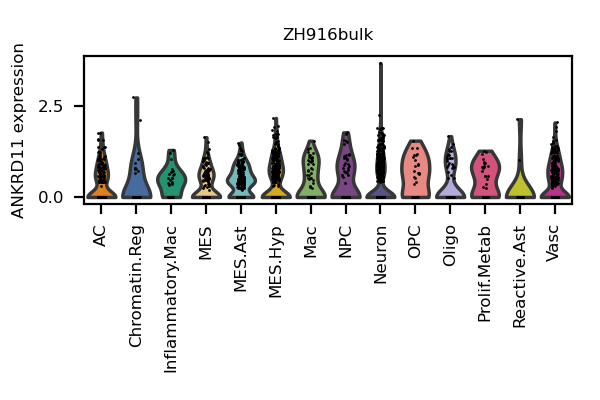 ZH916bulk
ANKRD11 expression
2.5
0.0
AC
Chromatin.Reg
Inflammatory.Mac
MES
MES.Ast
MES.Hyp
Mac
NPC
Neuron
OPC
Oligo
Prolif.Metab
Reactive.Ast
Vasc